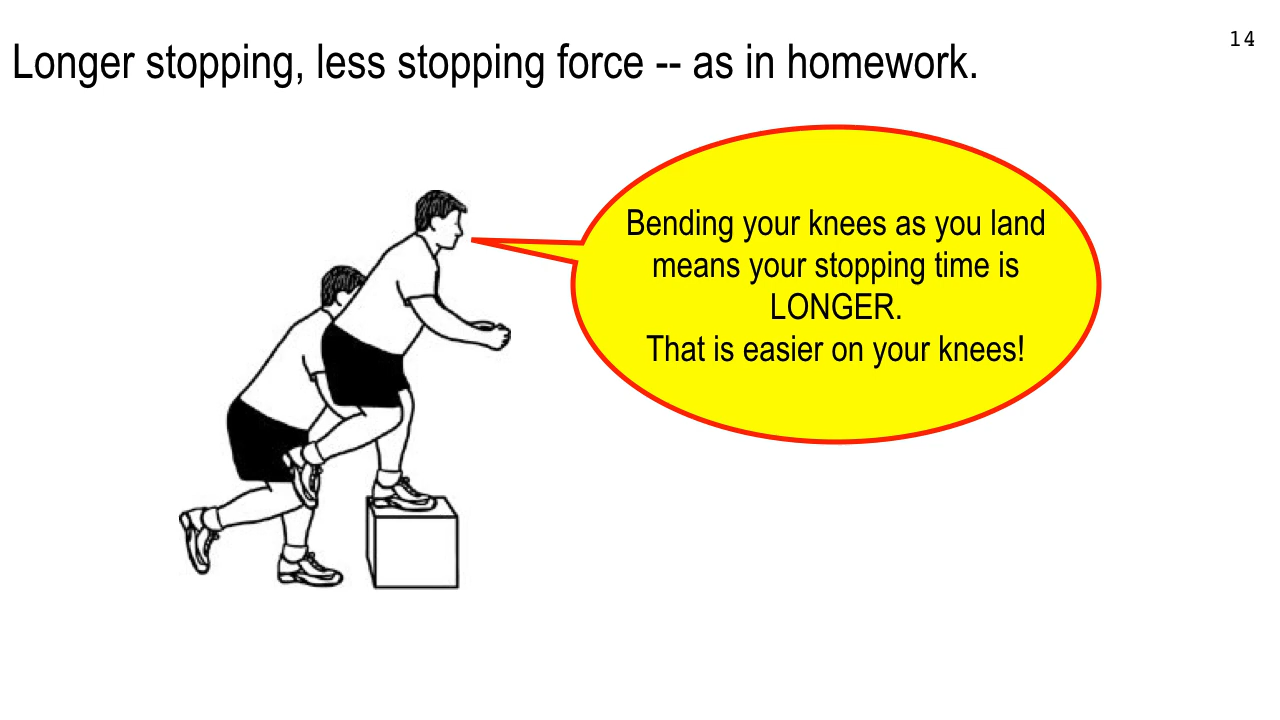 14
Longer stopping, less stopping force -- as in homework.
Bending your knees as you land
means your stopping time is
LONGER.
That is easier on your knees!